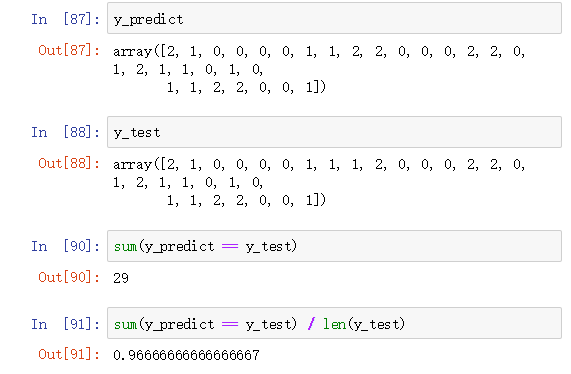 In [87]: y_predict
Out[87]: array([2, 1, 0, 0, 0, 0, 1, 1, 2, 2, 0, 0, 0, 2, 2, 0,
1, 2, 1, 1, 0, 1, 0,
1, 1, 2, 2, 0, 0, 1])
In [88]: y_test
Out[88]: array([2, 1, 0, 0, 0, 0, 1, 1, 1, 2, 0, 0, 0, 2, 2, 0,
1, 2, 1, 1, 0, 1, 0,
1, 1, 2, 2, 0, 0, 1])
In [90]: sum(y_predict == y_test)
Out[90]: 29
In [91]: sum(y_predict == y_test) / len(y_test)
Out[91]: 0.96666666666666667